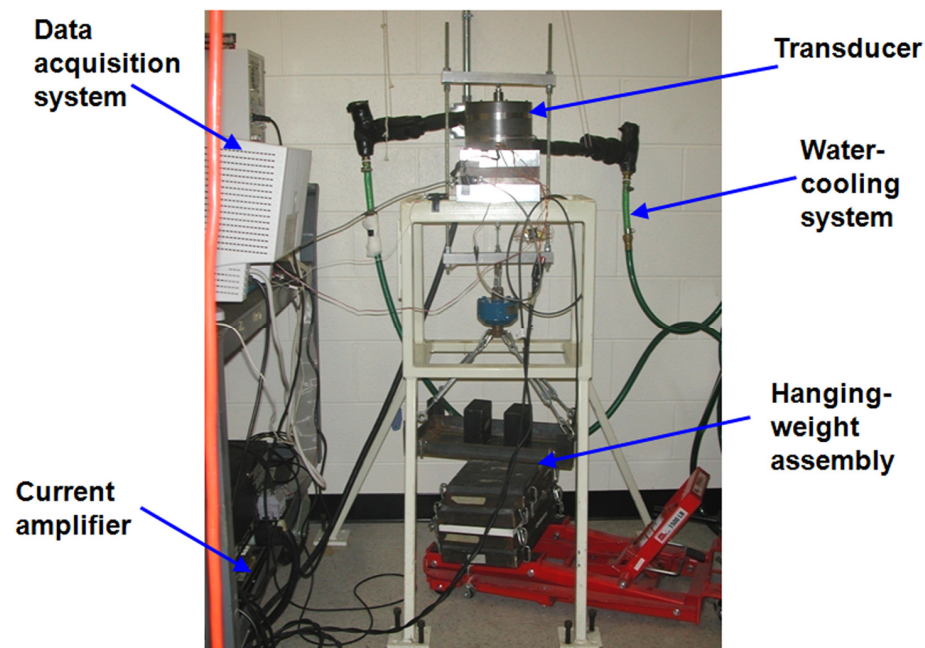 Data
acquisition
system
Transducer
Water-
cooling
system
Hanging-
weight
assembly
Current
amplifier